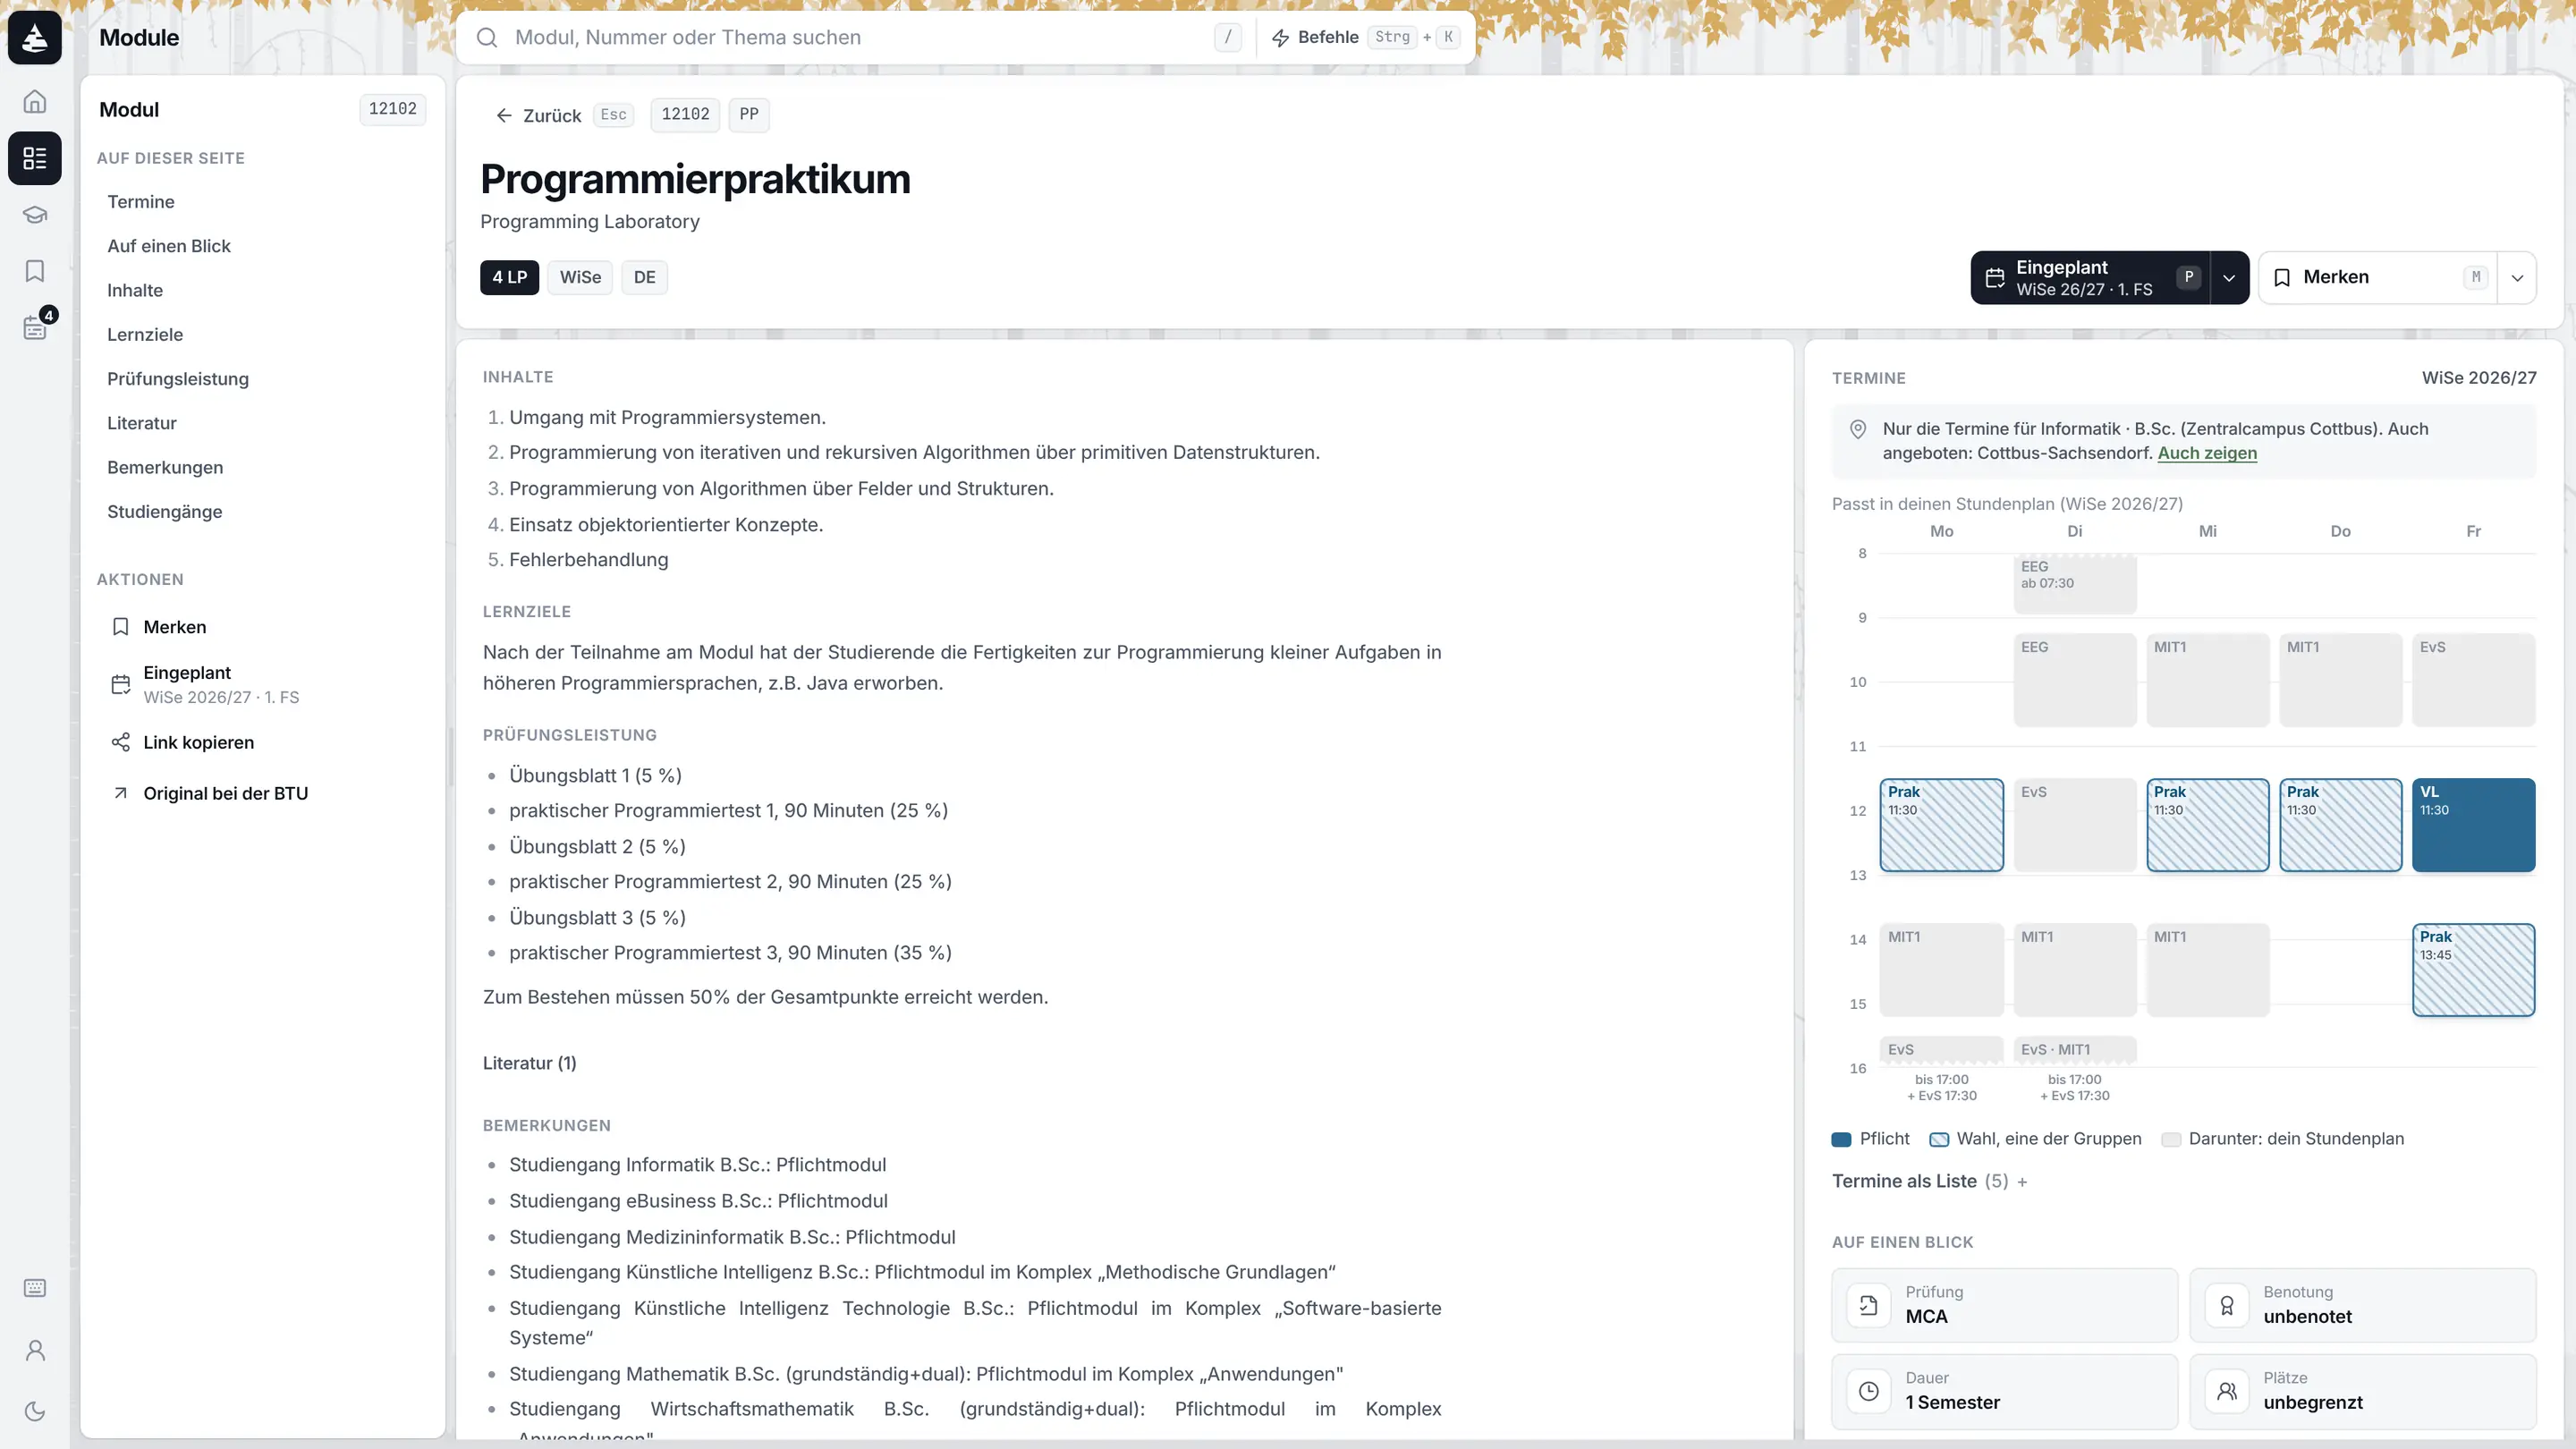 Module
Modul, Nummer oder Thema suchen
/
Befehle Strg + K
4
Modul 12102
AUF DIESER SEITE
Termine
Auf einen Blick
Inhalte
Lernziele
Prüfungsleistung
Literatur
Bemerkungen
Studiengänge
AKTIONEN
Merken
Eingeplant
WiSe 2026/27 · 1. FS
Link kopieren
Original bei der BTU
Zurück Esc 12102 PP
Programmierpraktikum
Programming Laboratory
4 LP WiSe DE
Eingeplant
WiSe 26/27 · 1. FS
P
Merken M
INHALTE
1. Umgang mit Programmiersystemen.
2. Programmierung von iterativen und rekursiven Algorithmen über primitiven Datenstrukturen.
3. Programmierung von Algorithmen über Felder und Strukturen.
4. Einsatz objektorientierter Konzepte.
5. Fehlerbehandlung
LERNZIELE
Nach der Teilnahme am Modul hat der Studierende die Fertigkeiten zur Programmierung kleiner Aufgaben in
höheren Programmiersprachen, z.B. Java erworben.
PRÜFUNGSLEISTUNG
• Übungsblatt 1 (5 %)
• praktischer Programmiertest 1, 90 Minuten (25 %)
• Übungsblatt 2 (5 %)
• praktischer Programmiertest 2, 90 Minuten (25 %)
• Übungsblatt 3 (5 %)
• praktischer Programmiertest 3, 90 Minuten (35 %)
Zum Bestehen müssen 50% der Gesamtpunkte erreicht werden.
Literatur (1)
BEMERKUNGEN
• Studiengang Informatik B.Sc.: Pflichtmodul
• Studiengang eBusiness B.Sc.: Pflichtmodul
• Studiengang Medizininformatik B.Sc.: Pflichtmodul
• Studiengang Künstliche Intelligenz B.Sc.: Pflichtmodul im Komplex „Methodische Grundlagen“
• Studiengang Künstliche Intelligenz Technologie B.Sc.: Pflichtmodul im Komplex „Software-basierte
Systeme“
• Studiengang Mathematik B.Sc. (grundständig+dual): Pflichtmodul im Komplex „Anwendungen"
• Studiengang Wirtschaftsmathematik B.Sc. (grundständig+dual): Pflichtmodul im Komplex
„Anwendungen"
TERMINE WiSe 2026/27
Nur die Termine für Informatik · B.Sc. (Zentralcampus Cottbus). Auch
angeboten: Cottbus-Sachsendorf. Auch zeigen
Passt in deinen Stundenplan (WiSe 2026/27)
Mo Di Mi Do Fr
8
EEG
ab 07:30
9
EEG MIT1 MIT1 EvS
10
11
Prak EvS Prak Prak VL
11:30 11:30 11:30 11:30
12
13
MIT1 MIT1 MIT1 Prak
14
13:45
15
EvS EvS · MIT1
16
bis 17:00 bis 17:00
+ EvS 17:30 + EvS 17:30
Pflicht Wahl, eine der Gruppen Darunter: dein Stundenplan
Termine als Liste (5) +
AUF EINEN BLICK
Prüfung
MCA
Benotung
unbenotet
Dauer
1 Semester
Plätze
unbegrenzt